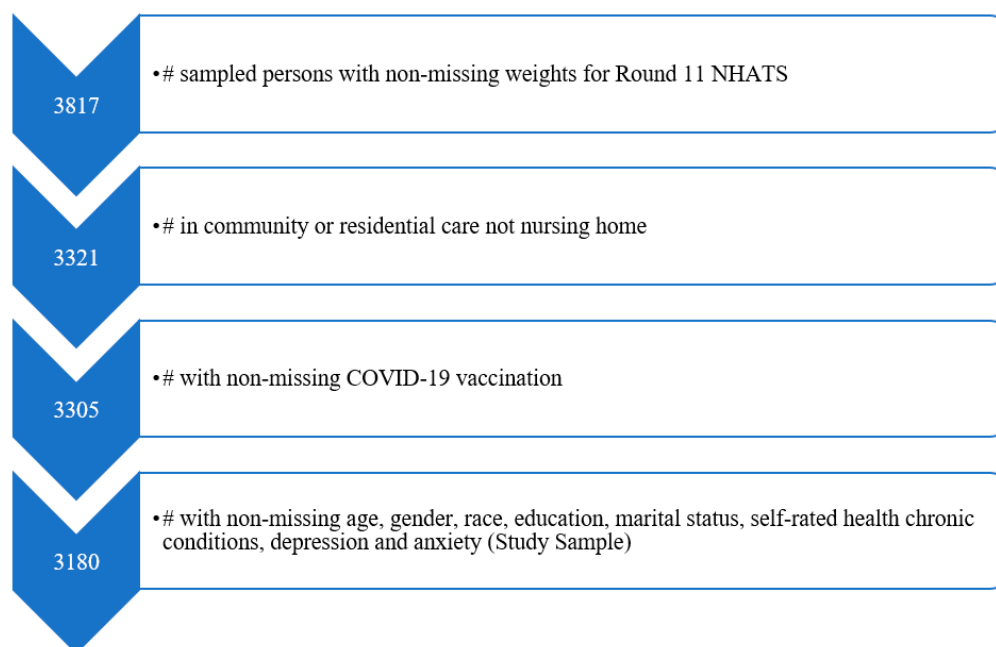 3817
•# sampled persons with non-missing weights for Round 11 NHATS
3321
•# in community or residential care not nursing home
3305
•# with non-missing COVID-19 vaccination
3180
•# with non-missing age, gender, race, education, marital status, self-rated health chronic
conditions, depression and anxiety (Study Sample)